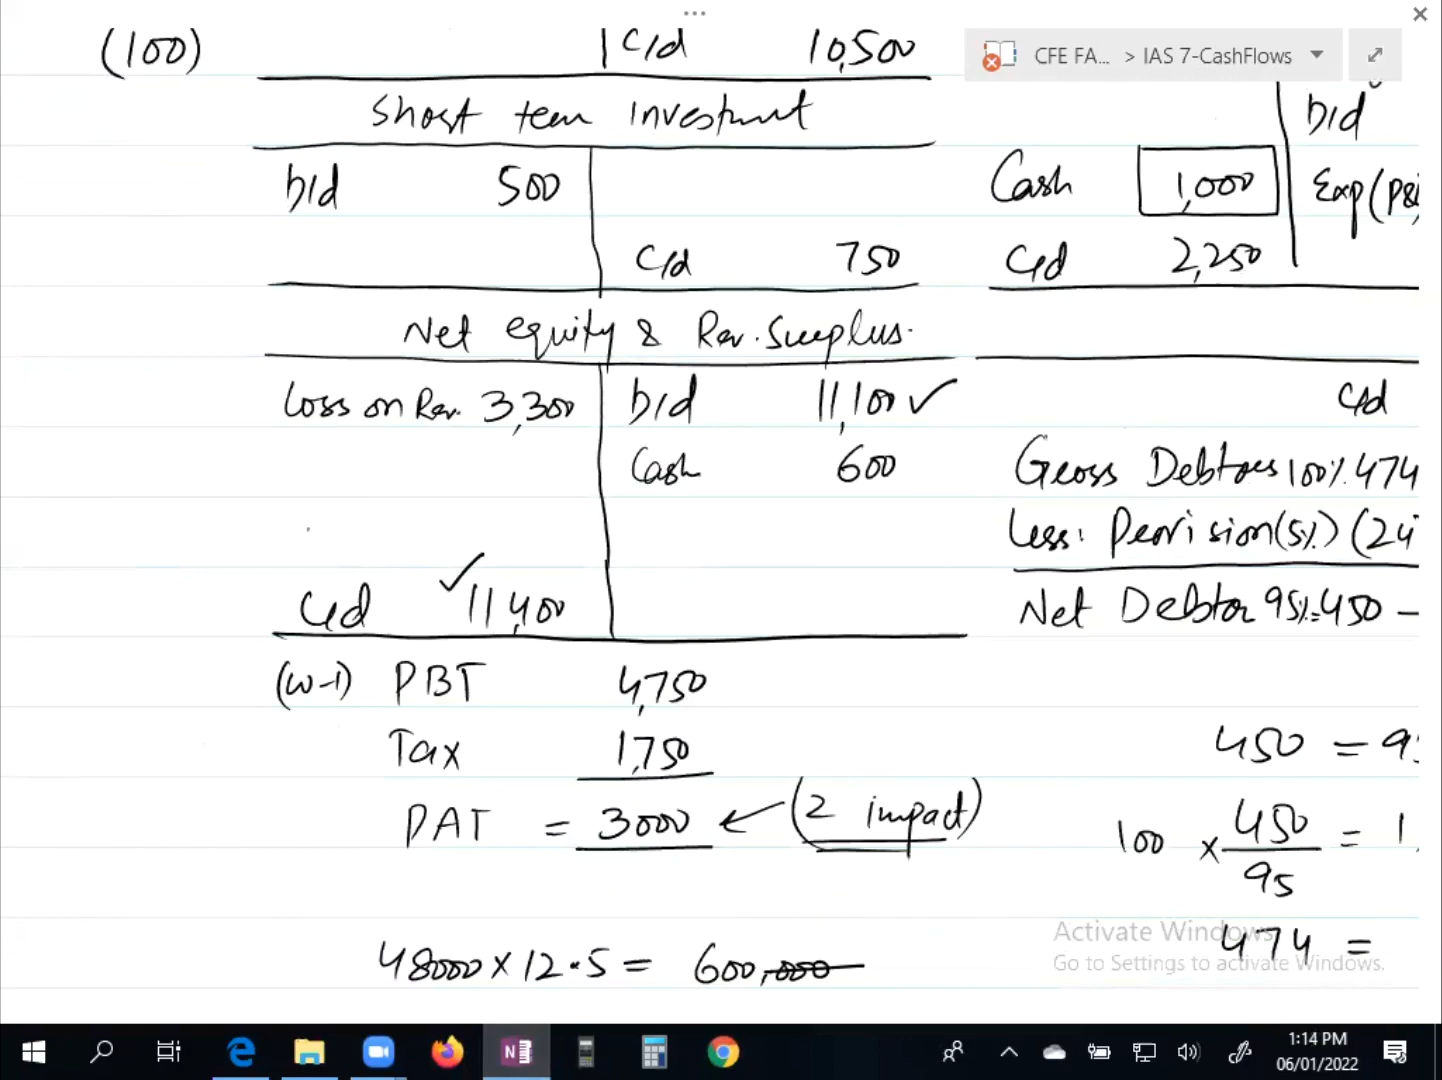 (100)
C/d 10,500
CFE FA... > IAS 7-CashFlows
Short term Investment
b/d
b/d 500
Cash 1,000 Exp(P&
C/d 750
C/d 2,250
Net equity & Rev. Surplus.
Loss on Rev. 3,300 b/d 11,100 ✓
C/d
Cash 600
Gross Debtors 100% 474
Less: Provision(5%) (24
C/d ✓ 11,400
Net Debtor 95%=450 –
(W-1) PBT 4,750
Tax 1,750
450 = 9
PAT = 3000 ← (2 impact)
100 × 450/95 = 1
474 =
48000 × 12.5 = 600,000
Activate Windows
Go to Settings to activate Windows.
1:14 PM
06/01/2022